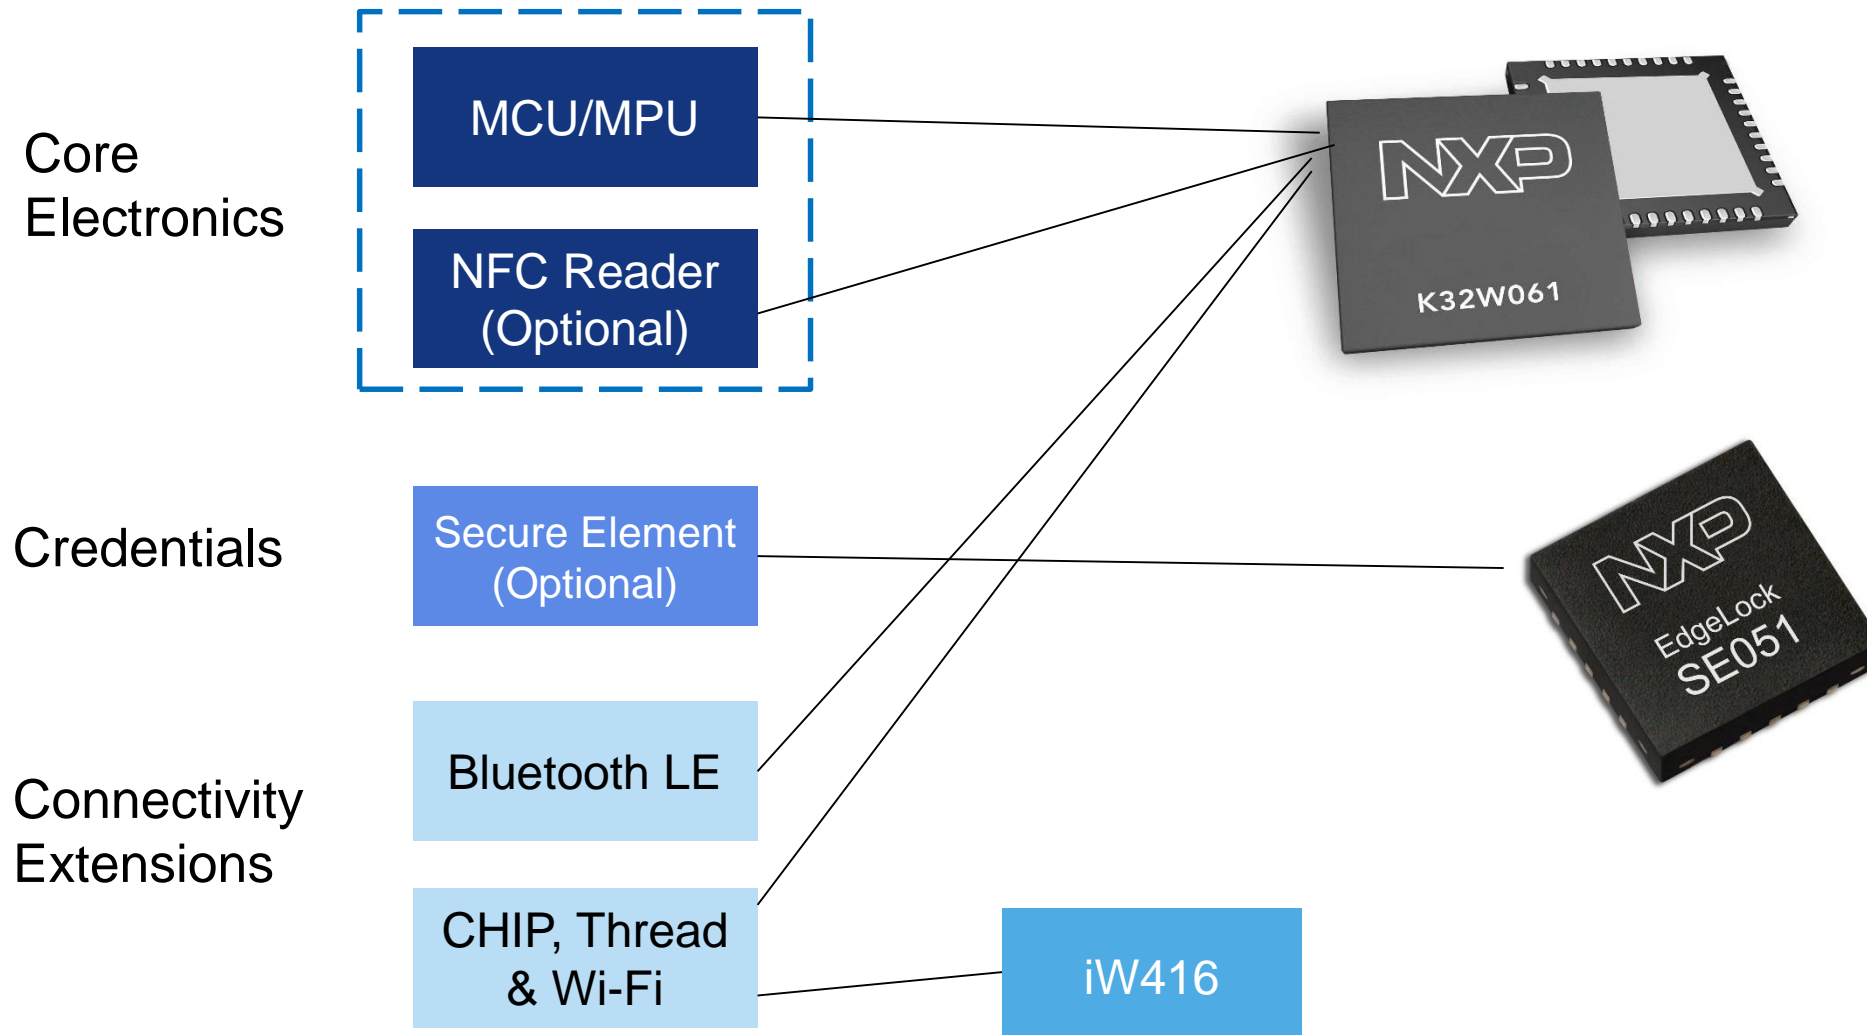 Core
Electronics
MCU/MPU
NFC Reader
(Optional)
NXP
K32W061
Credentials
Secure Element
(Optional)
NXP
EdgeLock
SE051
Connectivity
Extensions
Bluetooth LE
CHIP, Thread
& Wi-Fi
iW416